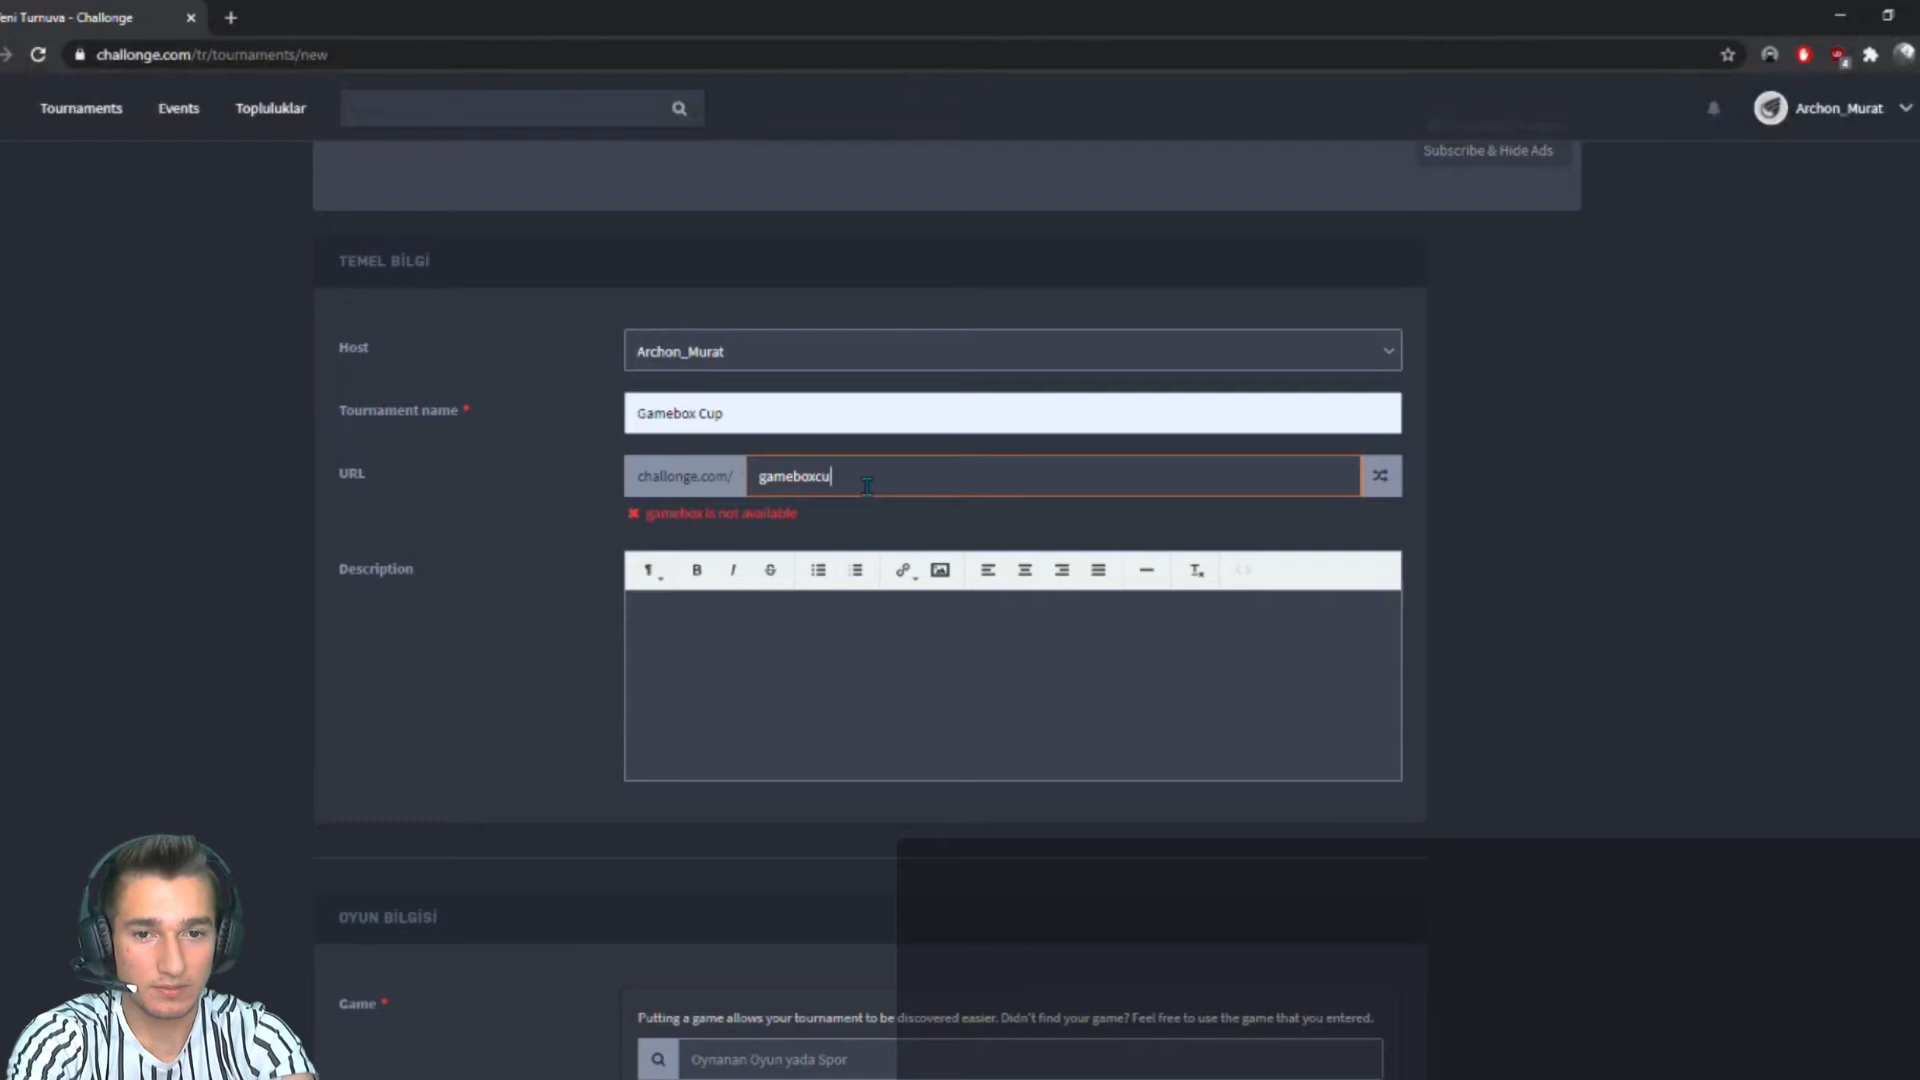 eni Turnuva - Challonge
challonge.com/tr/tournaments/new
4
Tournaments Events Topluluklar
Archon_Murat
Subscribe & Hide Ads
TEMEL BİLGİ
Host
Archon_Murat
Tournament name *
Gamebox Cup
URL
challonge.com/
gameboxcu
gamebox is not available
Description
OYUN BİLGİSİ
Game *
Putting a game allows your tournament to be discovered easier. Didn't find your game? Feel free to use the game that you entered.
Oynanan Oyun yada Spor